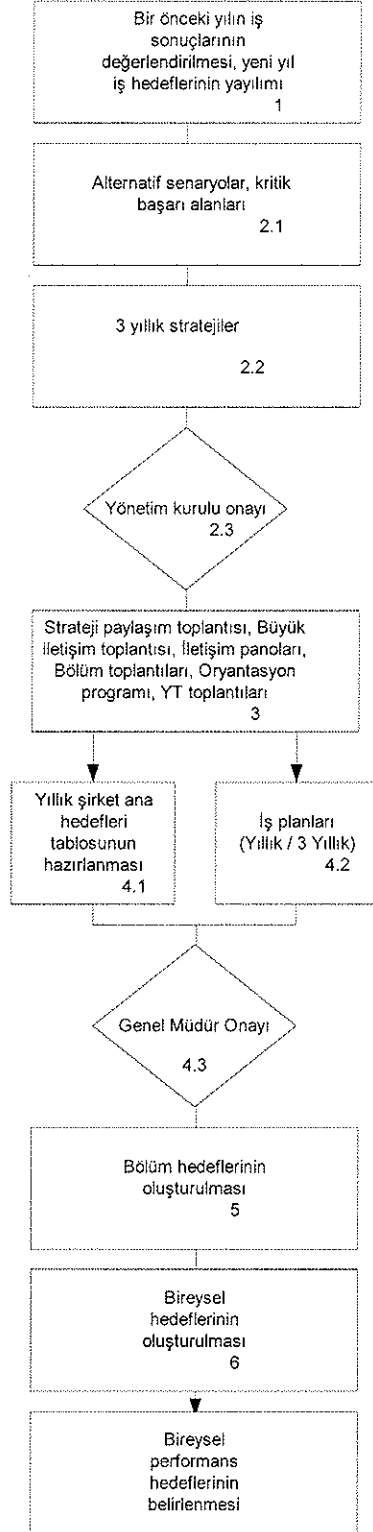 Bir önceki yılın iş
sonuçlarının
değerlendirilmesi, yeni yıl
iş hedeflerinin yayılımı
1
Alternatif senaryolar, kritik
başarı alanları
2.1
3 yıllık stratejiler
2.2
Yönetim kurulu onayı
2.3
Strateji paylaşım toplantısı, Büyük
iletişim toplantısı, İletişim panoları,
Bölüm toplantıları, Oryantasyon
programı, YT toplantıları
3
Yıllık şirket ana
hedefleri
tablosunun
hazırlanması
4.1
İş planları
(Yıllık / 3 Yıllık)
4.2
Genel Müdür Onayı
4.3
Bölüm hedeflerinin
oluşturulması
5
Bireysel
hedeflerinin
oluşturulması
6
Bireysel
performans
hedeflerinin
belirlenmesi